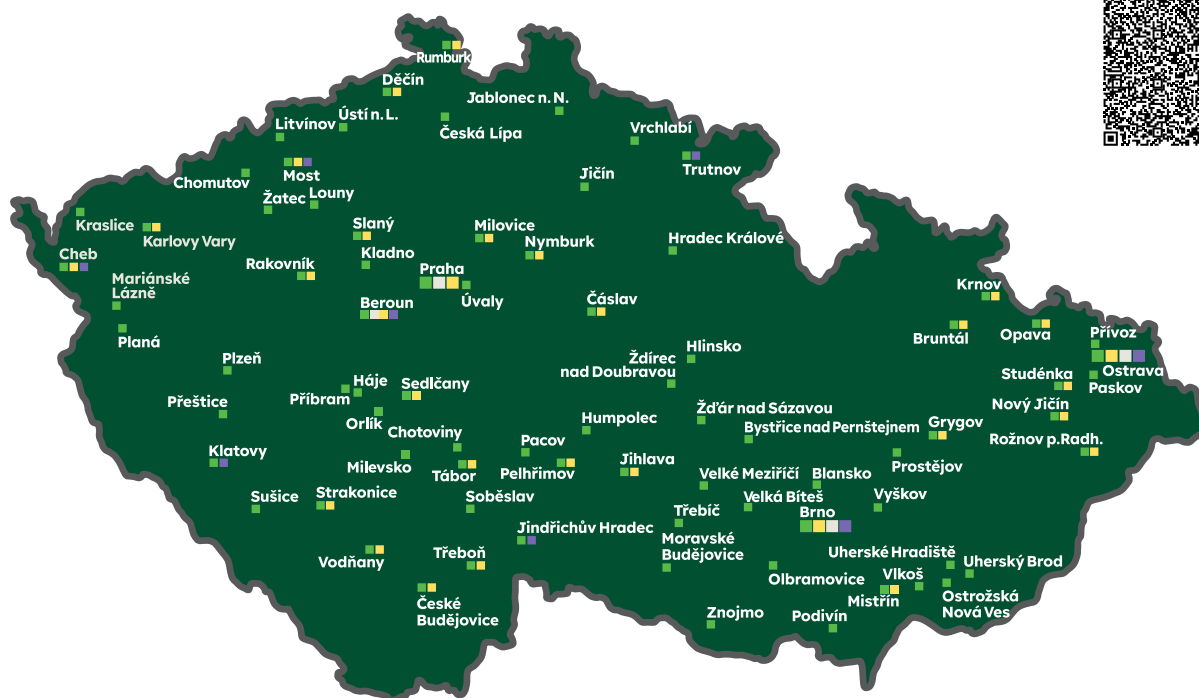 Rumburk
Děčín
Jablonec n. N.
Ústí n. L.
Litvínov
Česká Lípa
Vrchlabí
Most
Trutnov
Chomutov
Jičín
Žatec
Louny
Kraslice
Slaný
Milovice
Karlovy Vary
Nymburk
Hradec Králové
Cheb
Kladno
Rakovník
Praha
Mariánské
Lázně
Krnov
Beroun
Úvaly
Čáslav
Planá
Bruntál
Opava
Přívoz
Hlinsko
Plzeň
Ždírec
nad Doubravou
Ostrava
Studénka
Paskov
Háje
Sedlčany
Příbram
Přeštice
Nový Jičín
Žďár nad Sázavou
Orlík
Humpolec
Grygov
Bystřice nad Pernštejnem
Chotoviny
Pacov
Rožnov p.Radh.
Klatovy
Jihlava
Milevsko
Prostějov
Tábor
Pelhřimov
Velké Meziříčí
Blansko
Sušice
Strakonice
Soběslav
Velká Bíteš
Vyškov
Třebíč
Brno
Jindřichův Hradec
Moravské
Budějovice
Vodňany
Třeboň
Uherské Hradiště
Uherský Brod
Olbramovice
Vlkoš
České
Budějovice
Mistřín
Ostrožská
Nová Ves
Znojmo
Podivín